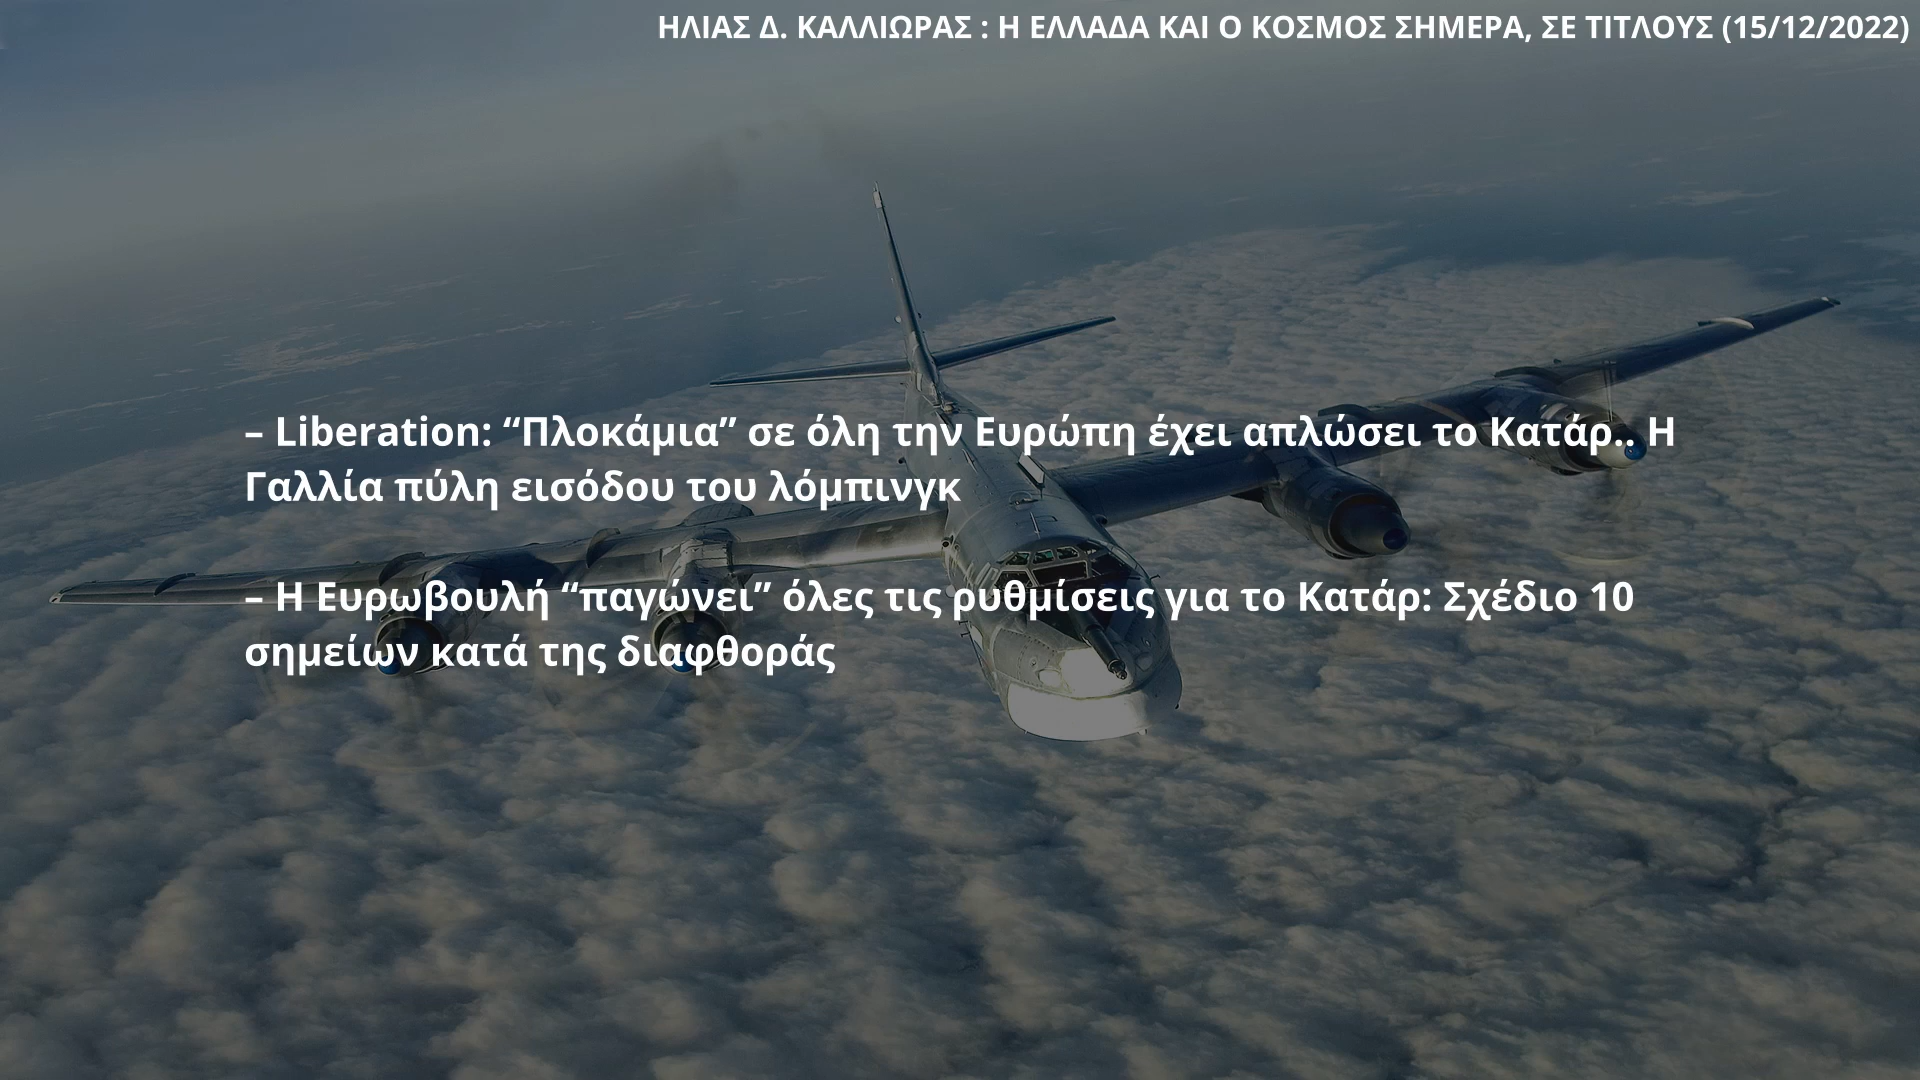 ΗΛΙΑΣ Δ. ΚΑΛΛΙΩΡΑΣ : Η ΕΛΛΑΔΑ ΚΑΙ Ο ΚΟΣΜΟΣ ΣΗΜΕΡΑ, ΣΕ ΤΙΤΛΟΥΣ (15/12/2022)
– Liberation: “Πλοκάμια” σε όλη την Ευρώπη έχει απλώσει το Κατάρ.. Η
Γαλλία πύλη εισόδου του λόμπινγκ
– Η Ευρωβουλή “παγώνει” όλες τις ρυθμίσεις για το Κατάρ: Σχέδιο 10
σημείων κατά της διαφθοράς